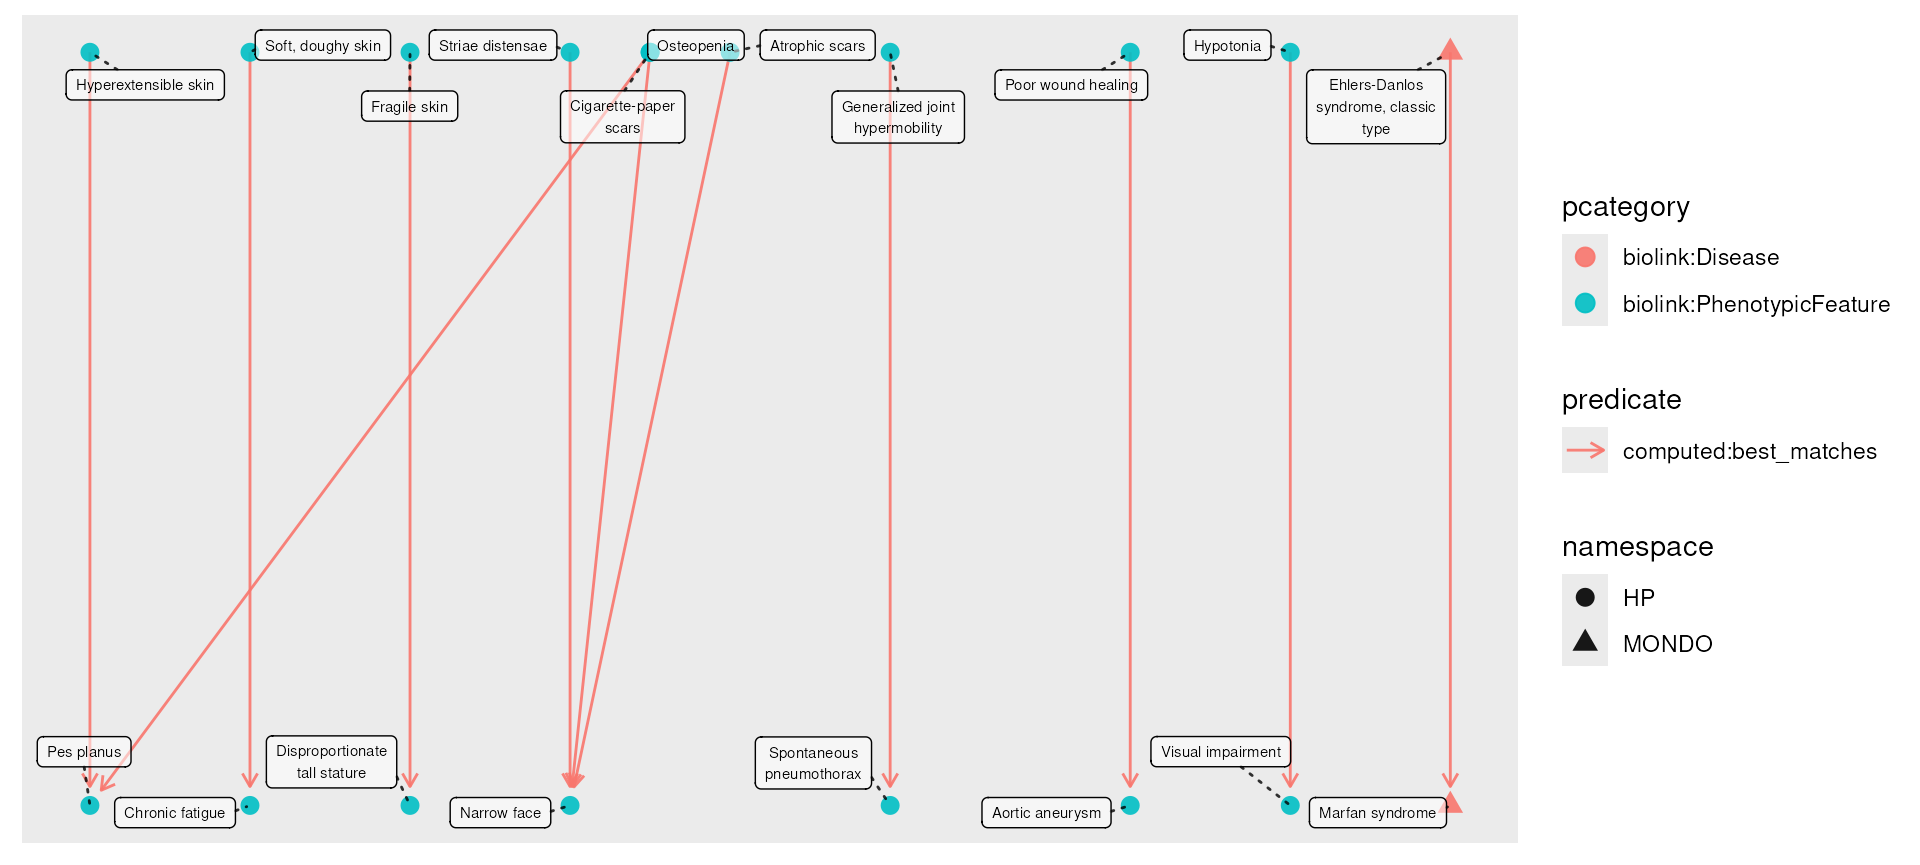 Soft, doughy skin
Striae distensae
Osteopenia
Atrophic scars
Hypotonia
Hyperextensible skin
Fragile skin
Cigarette-paper
scars
Generalized joint
hypermobility
Poor wound healing
Ehlers-Danlos
syndrome, classic
type
Pes planus
Disproportionate
tall stature
Spontaneous
pneumothorax
Visual impairment
Chronic fatigue
Narrow face
Aortic aneurysm
Marfan syndrome
pcategory
biolink:Disease
biolink:PhenotypicFeature
predicate
computed:best_matches
namespace
HP
MONDO